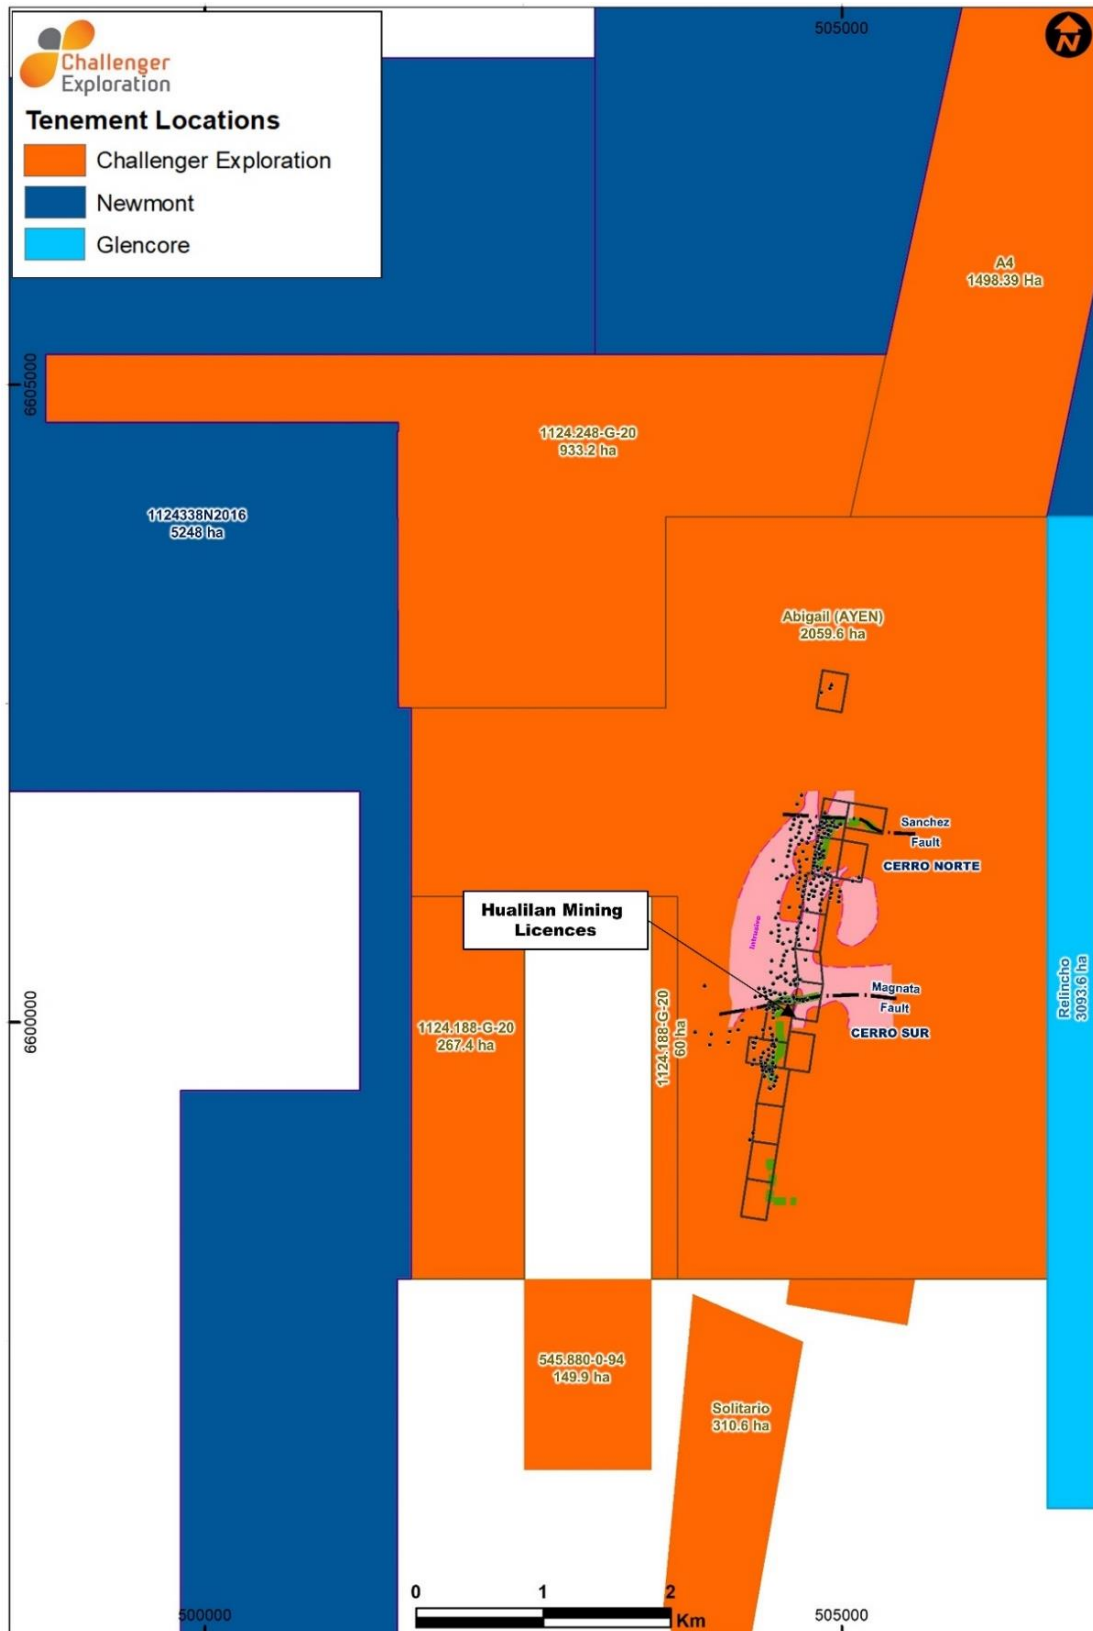 Challenger
Exploration
Tenement Locations
Challenger Exploration
Newmont
Glencore
505000
N
A4
1498.39 Ha
6605000
1124.248-G-20
933.2 ha
1124338N2016
5248 ha
Abigail (AYEN)
2059.6 ha
Sanchez
Fault
CERRO NORTE
Hualilan Mining
Licences
Intrusive
Magnata
Fault
CERRO SUR
6600000
1124.188-G-20
267.4 ha
1124.188-G-20
60 ha
Relincho
3093.6 ha
545.880-0-94
149.9 ha
Solitario
310.6 ha
0 1 2
Km
500000
505000